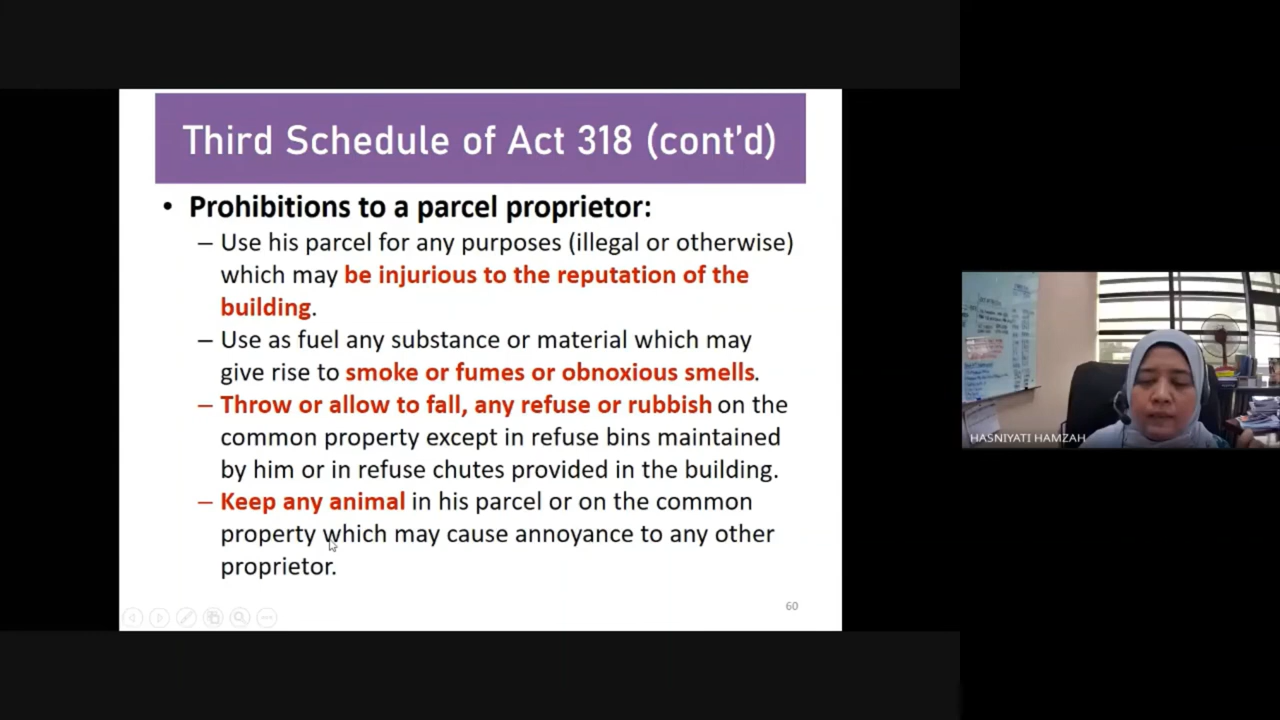 Third Schedule of Act 318 (cont'd)
• Prohibitions to a parcel proprietor:
– Use his parcel for any purposes (illegal or otherwise)
which may be injurious to the reputation of the
building.
– Use as fuel any substance or material which may
give rise to smoke or fumes or obnoxious smells.
– Throw or allow to fall, any refuse or rubbish on the
common property except in refuse bins maintained
by him or in refuse chutes provided in the building.
– Keep any animal in his parcel or on the common
property which may cause annoyance to any other
proprietor.
60
HASNIYATI HAMZAH